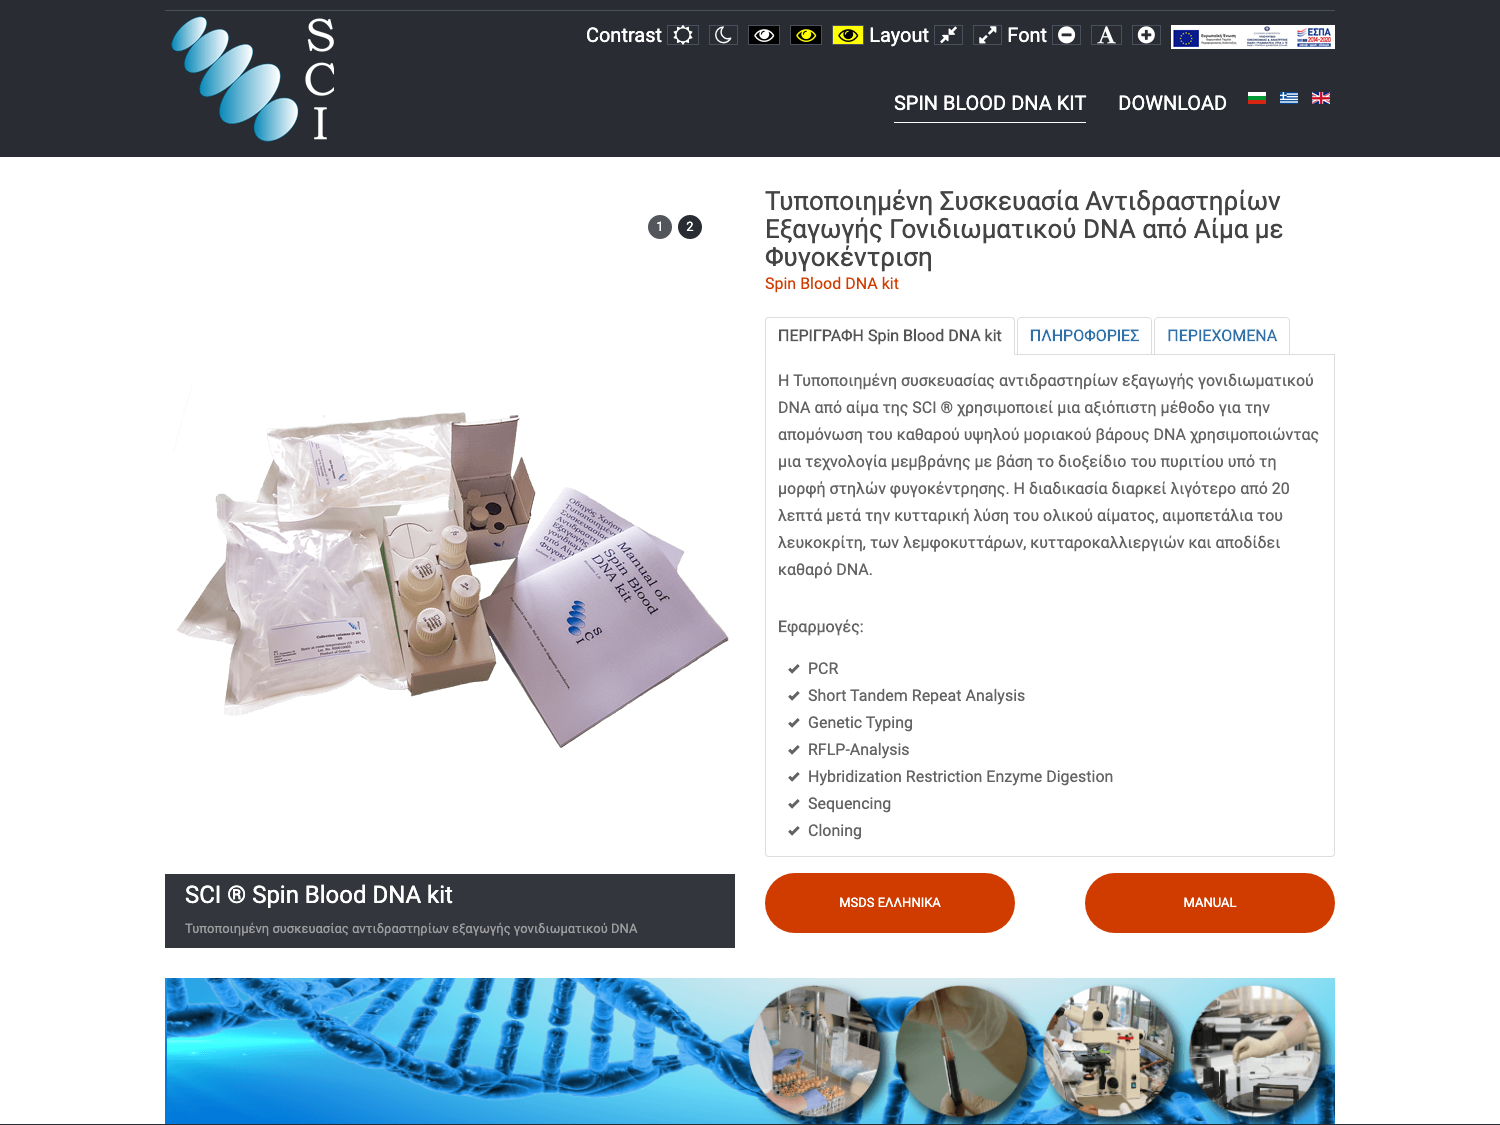 SCI
Contrast Layout Font A
ΕΣΠΑ
2014-2020
SPIN BLOOD DNA KIT DOWNLOAD
1 2
Τυποποιημένη Συσκευασία Αντιδραστηρίων
Εξαγωγής Γονιδιωματικού DNA από Αίμα με
Φυγοκέντριση
Spin Blood DNA kit
ΠΕΡΙΓΡΑΦΗ Spin Blood DNA kit ΠΛΗΡΟΦΟΡΙΕΣ ΠΕΡΙΕΧΟΜΕΝΑ
Η Τυποποιημένη συσκευασίας αντιδραστηρίων εξαγωγής γονιδιωματικού
DNA από αίμα της SCI ® χρησιμοποιεί μια αξιόπιστη μέθοδο για την
απομόνωση του καθαρού υψηλού μοριακού βάρους DNA χρησιμοποιώντας
μια τεχνολογία μεμβράνης με βάση το διοξείδιο του πυριτίου υπό τη
μορφή στηλών φυγοκέντρησης. Η διαδικασία διαρκεί λιγότερο από 20
λεπτά μετά την κυτταρική λύση του ολικού αίματος, αιμοπετάλια του
λευκοκρίτη, των λεμφοκυττάρων, κυτταροκαλλιεργιών και αποδίδει
καθαρό DNA.
Εφαρμογές:
PCR
Short Tandem Repeat Analysis
Genetic Typing
RFLP-Analysis
Hybridization Restriction Enzyme Digestion
Sequencing
Cloning
Manual of
Spin Blood
DNA kit
SCI
MSDS ΕΛΛΗΝΙΚΑ MANUAL
SCI ® Spin Blood DNA kit
Τυποποιημένη συσκευασίας αντιδραστηρίων εξαγωγής γονιδιωματικού DNA